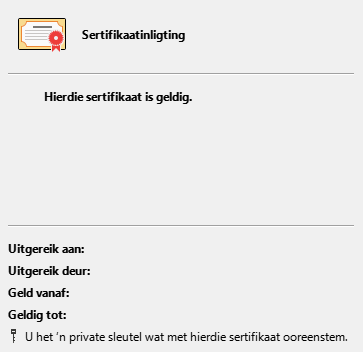 Sertifikaatinligting
Hierdie sertifikaat is geldig.
Uitgereik aan:
Uitgereik deur:
Geld vanaf:
Geldig tot:
U het 'n private sleutel wat met hierdie sertifikaat ooreenstem.